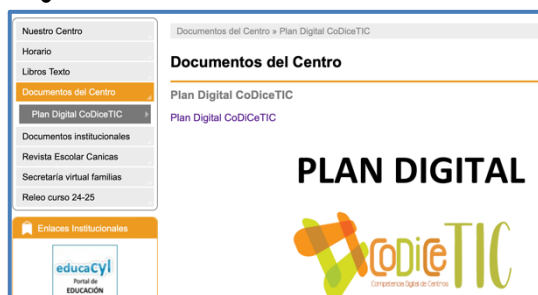 Nuestro Centro
Horario
Libros Texto
Documentos del Centro
Plan Digital CoDiceTIC
Documentos institucionales
Revista Escolar Canicas
Secretaría virtual familias
Releo curso 24-25
Enlaces Institucionales
educacyl
Portal de
EDUCACIÓN
Documentos del Centro » Plan Digital CoDiceTIC
Documentos del Centro
Plan Digital CoDiceTIC
Plan Digital CoDiCeTIC
PLAN DIGITAL
CoDiCe TIC
Competencia Digital de Centros